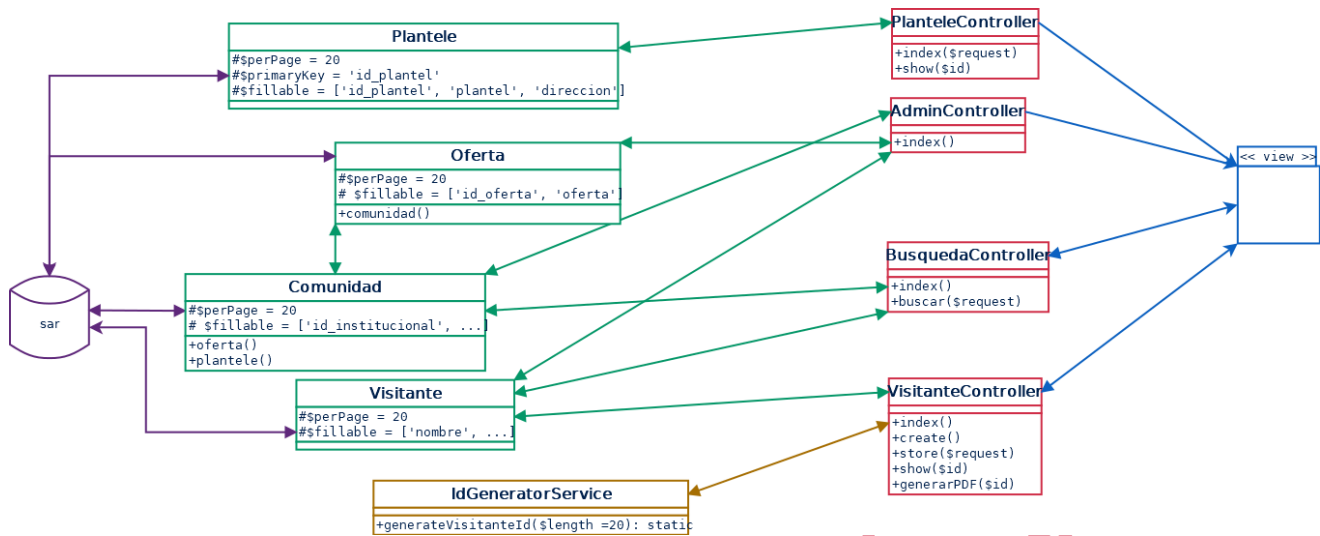 Plantele
#$perPage = 20
#$primaryKey = 'id_plantel'
#$fillable = ['id_plantel', 'plantel', 'direccion']
PlanteleController
+index($request)
+show($id)
AdminController
+index()
Oferta
#$perPage = 20
# $fillable = ['id_oferta', 'oferta']
+comunidad()
<< view >>
sar
Comunidad
#$perPage = 20
# $fillable = ['id_institucional', ...]
+oferta()
+plantele()
BusquedaController
+index()
+buscar($request)
Visitante
#$perPage = 20
#$fillable = ['nombre', ...]
VisitanteController
+index()
+create()
+store($request)
+show($id)
+generarPDF($id)
IdGeneratorService
+generateVisitanteId($length =20): static